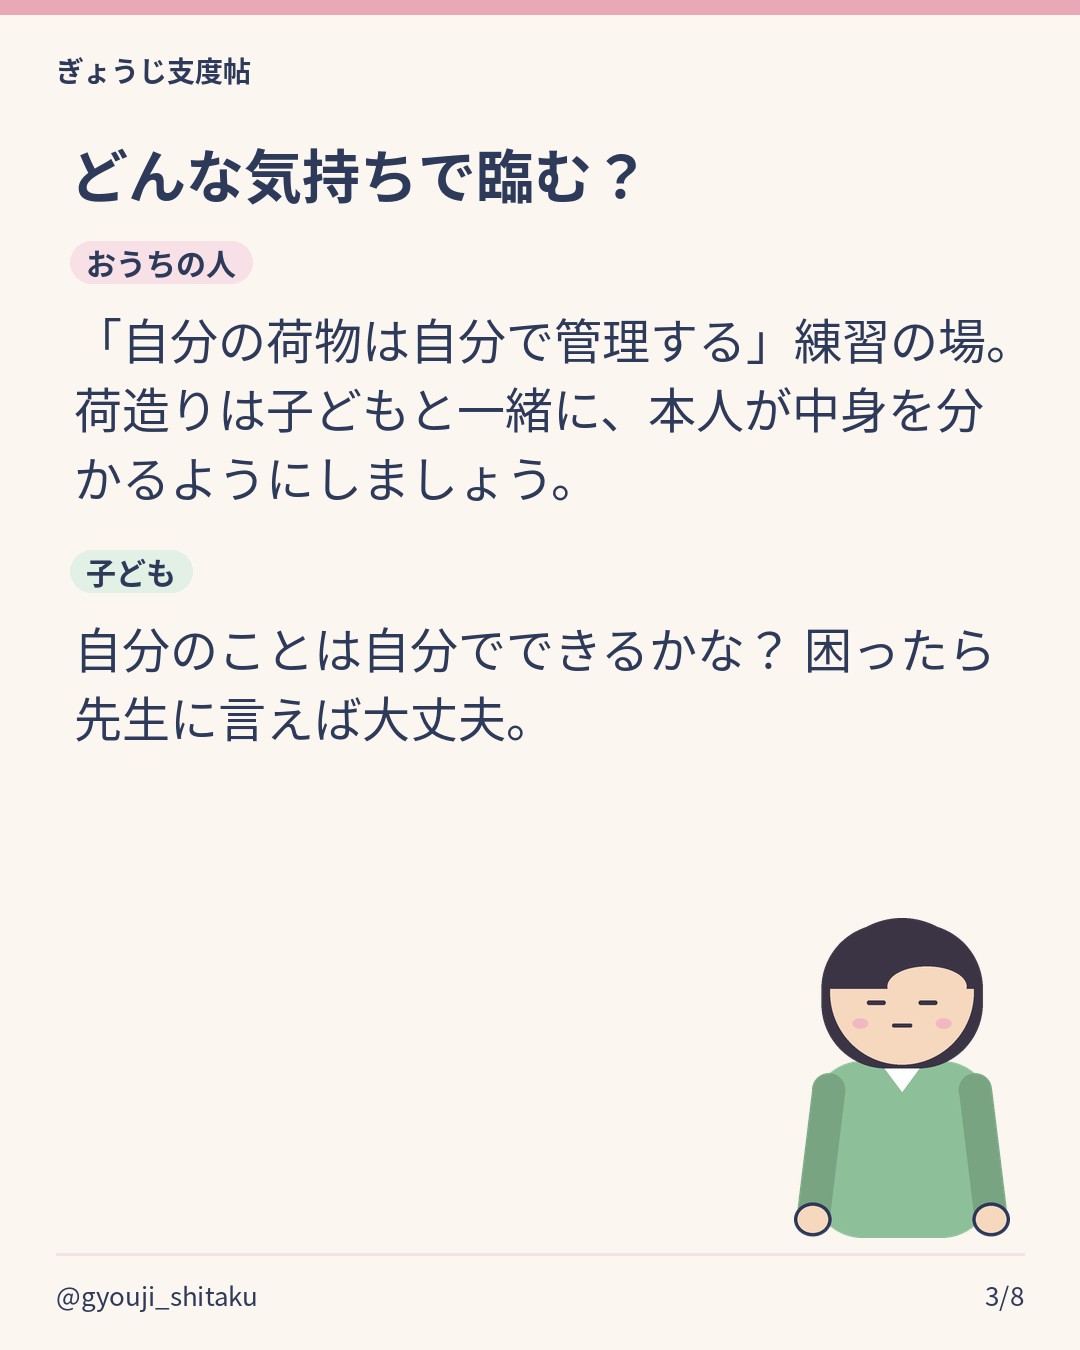 ぎょうじ支度帖
どんな気持ちで臨む？
おうちの人
「自分の荷物は自分で管理する」練習の場。
荷造りは子どもと一緒に、本人が中身を分
かるようにしましょう。
子ども
自分のことは自分でできるかな？ 困ったら
先生に言えば大丈夫。
@gyouji_shitaku
3/8